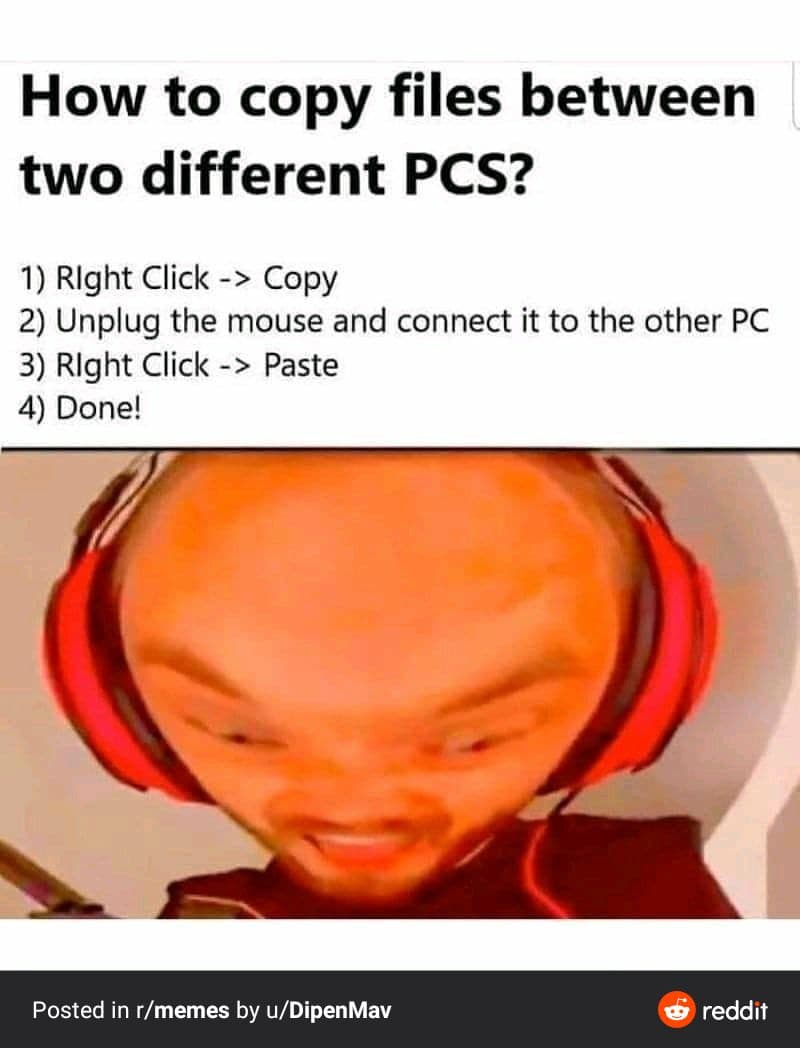 How to copy files between
two different PCS?
1) RIght Click -> Copy
2) Unplug the mouse and connect it to the other PC
3) RIght Click -> Paste
4) Done!
Posted in r/memes by u/DipenMav
reddit